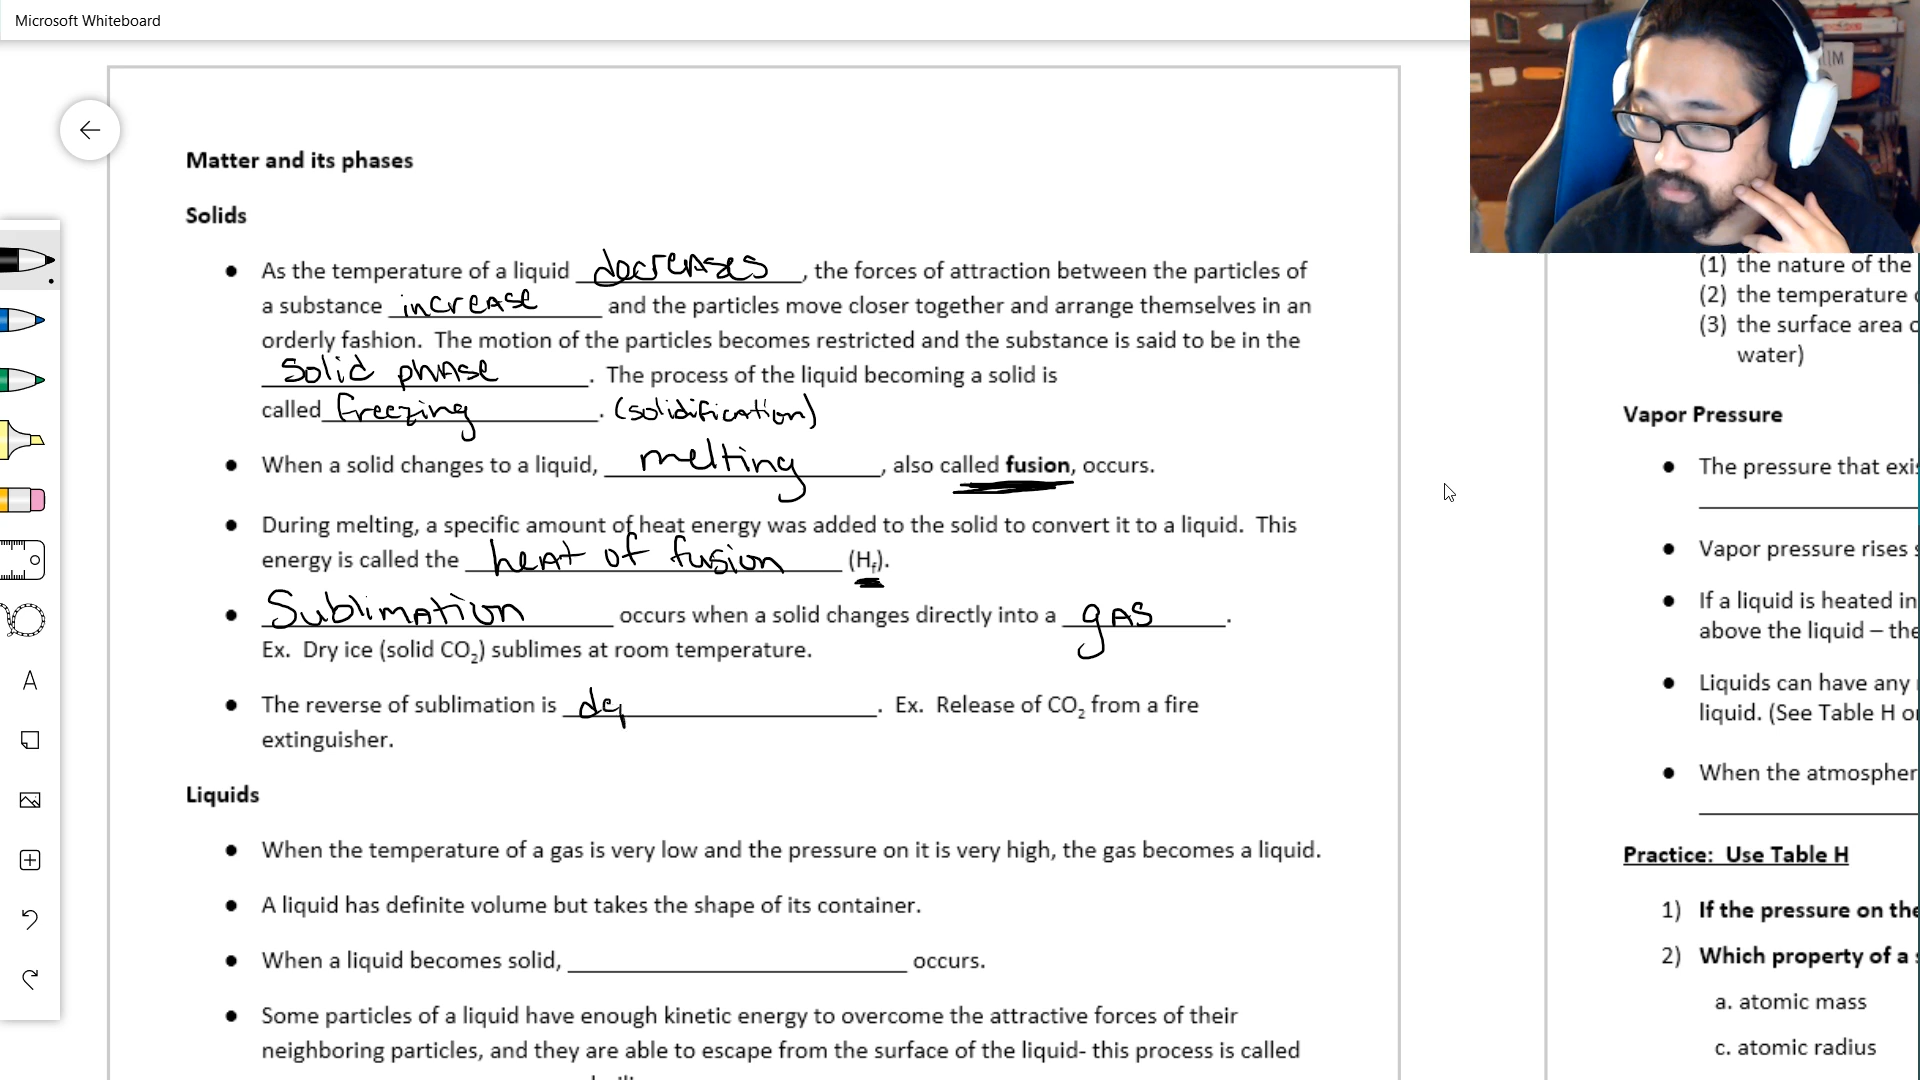 Microsoft Whiteboard
Matter and its phases
Solids
● As the temperature of a liquid decreases, the forces of attraction between the particles of
a substance increase and the particles move closer together and arrange themselves in an
orderly fashion. The motion of the particles becomes restricted and the substance is said to be in the
solid phase. The process of the liquid becoming a solid is
called freezing. (solidification)
● When a solid changes to a liquid, melting, also called fusion, occurs.
● During melting, a specific amount of heat energy was added to the solid to convert it to a liquid. This
energy is called the heat of fusion (Hf).
● Sublimation occurs when a solid changes directly into a gas.
Ex. Dry ice (solid CO₂) sublimes at room temperature.
● The reverse of sublimation is dep. Ex. Release of CO₂ from a fire
extinguisher.
Liquids
● When the temperature of a gas is very low and the pressure on it is very high, the gas becomes a liquid.
● A liquid has definite volume but takes the shape of its container.
● When a liquid becomes solid, ____ occurs.
● Some particles of a liquid have enough kinetic energy to overcome the attractive forces of their
neighboring particles, and they are able to escape from the surface of the liquid- this process is called
(1) the nature of the
(2) the temperature
(3) the surface area
water)
Vapor Pressure
● The pressure that
● Vapor pressure rises
● If a liquid is heated in
above the liquid – the
● Liquids can have any
liquid. (See Table H
● When the
Practice: Use Table H
1) If the pressure on the
2) Which property of a
a. atomic mass
c. atomic radius